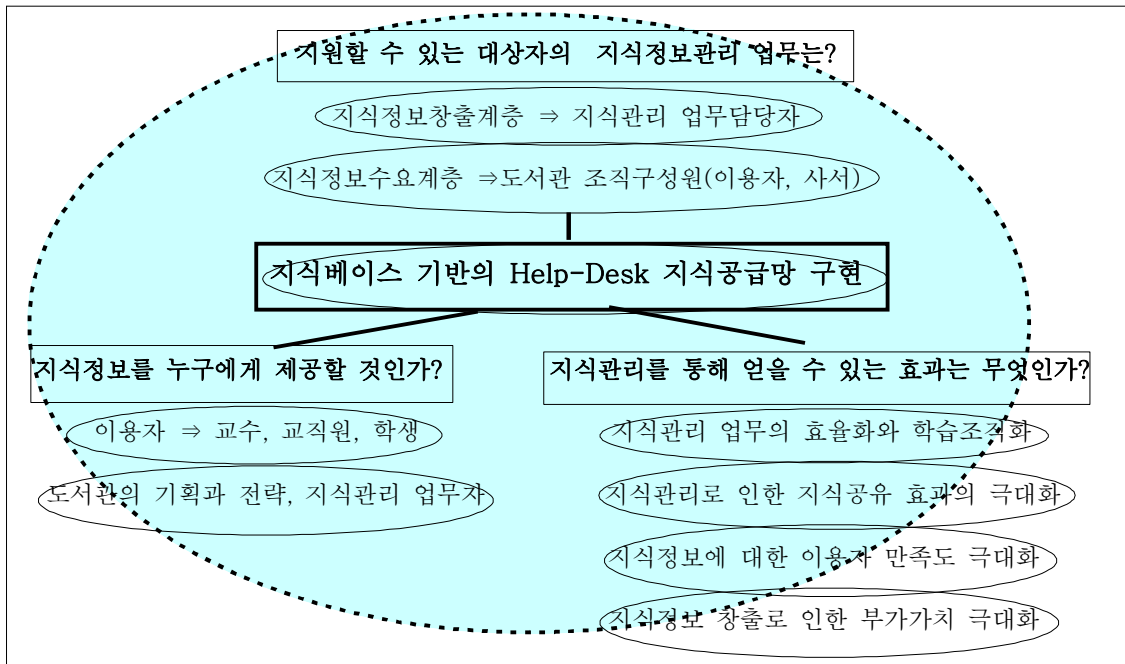 지원할 수 있는 대상자의 지식정보관리 업무는?
지식정보창출계층 ⇒ 지식관리 업무담당자
지식정보수요계층 ⇒도서관 조직구성원(이용자, 사서)
지식베이스 기반의 Help-Desk 지식공급망 구현
지식정보를 누구에게 제공할 것인가?
이용자 ⇒ 교수, 교직원, 학생
도서관의 기획과 전략, 지식관리 업무자
지식관리를 통해 얻을 수 있는 효과는 무엇인가?
지식관리 업무의 효율화와 학습조직화
지식관리로 인한 지식공유 효과의 극대화
지식정보에 대한 이용자 만족도 극대화
지식정보 창출로 인한 부가가치 극대화